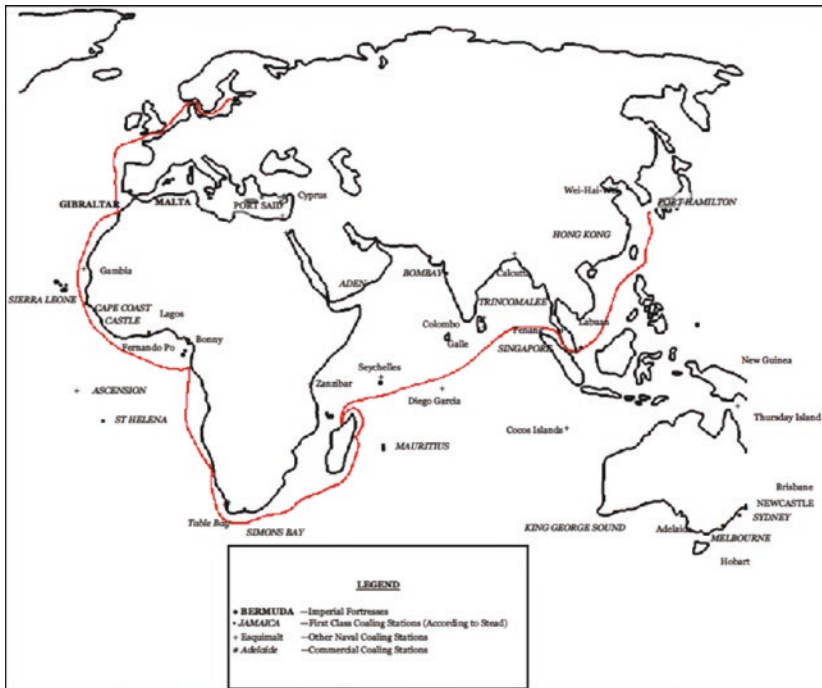 Wei-Hai-Wei
PORT HAMILTON
GIBRALTAR
MALTA
PORT SAID
Cyprus
HONG KONG
Gambia
ADEN
BOMBAY
Calcutta
SIERRA LEONE
CAPE COAST
CASTLE
Lagos
TRINCOMALEE
Colombo
Galle
Penang
Labuan
Fernando Po
Bonny
SINGAPORE
Seychelles
New Guinea
ASCENSION
Zanzibar
Diego Garcia
Thursday Island
ST HELENA
Cocos Islands
MAURITIUS
Brisbane
NEWCASTLE
Table Bay
SIMONS BAY
KING GEORGE SOUND
Adelaide
SYDNEY
MELBOURNE
Hobart
LEGEND
BERMUDA —Imperial Fortresses
JAMAICA —First Class Coaling Stations (According to Stead)
Esquimalt —Other Naval Coaling Stations
Adelaide —Commercial Coaling Stations